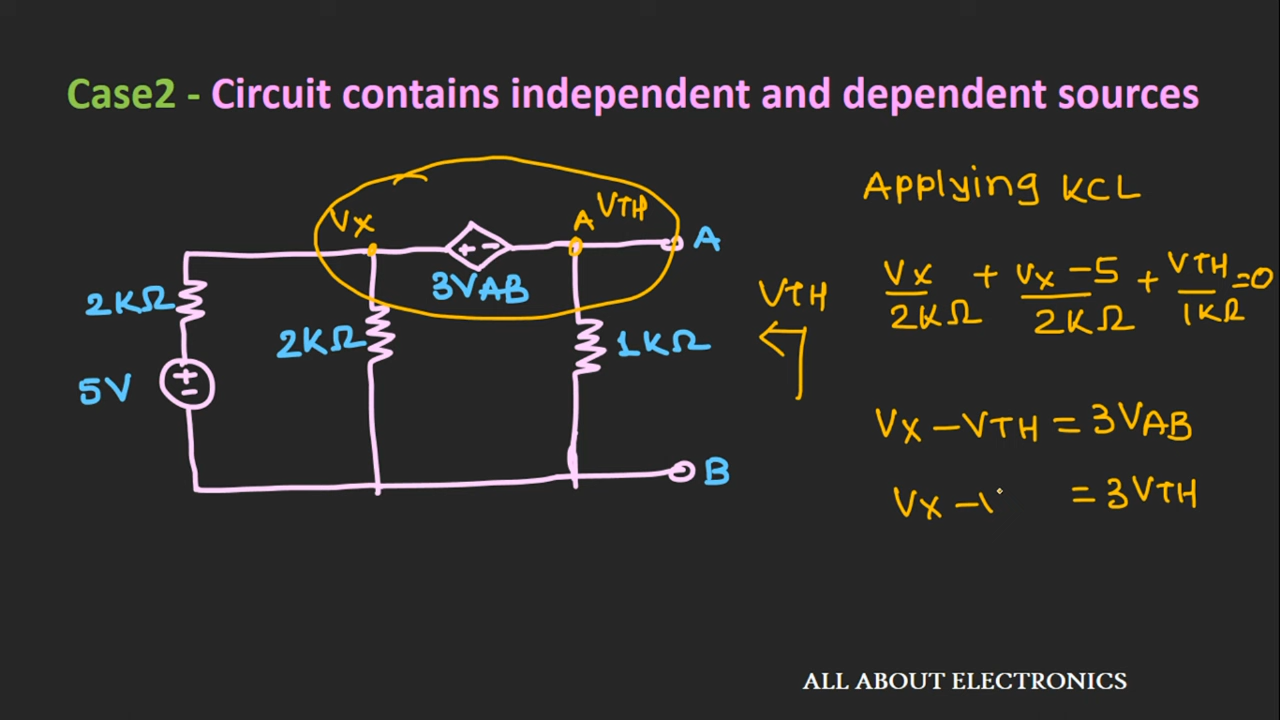 Case2 - Circuit contains independent and dependent sources
Applying KCL
VX
A VTH
A
+ -
3VAB
2KΩ
2KΩ
1KΩ
5V
+
-
B
VTH
VX/2KΩ + VX-5/2KΩ + VTH/1KΩ =0
VX - VTH = 3VAB
VX - V = 3VTH
ALL ABOUT ELECTRONICS